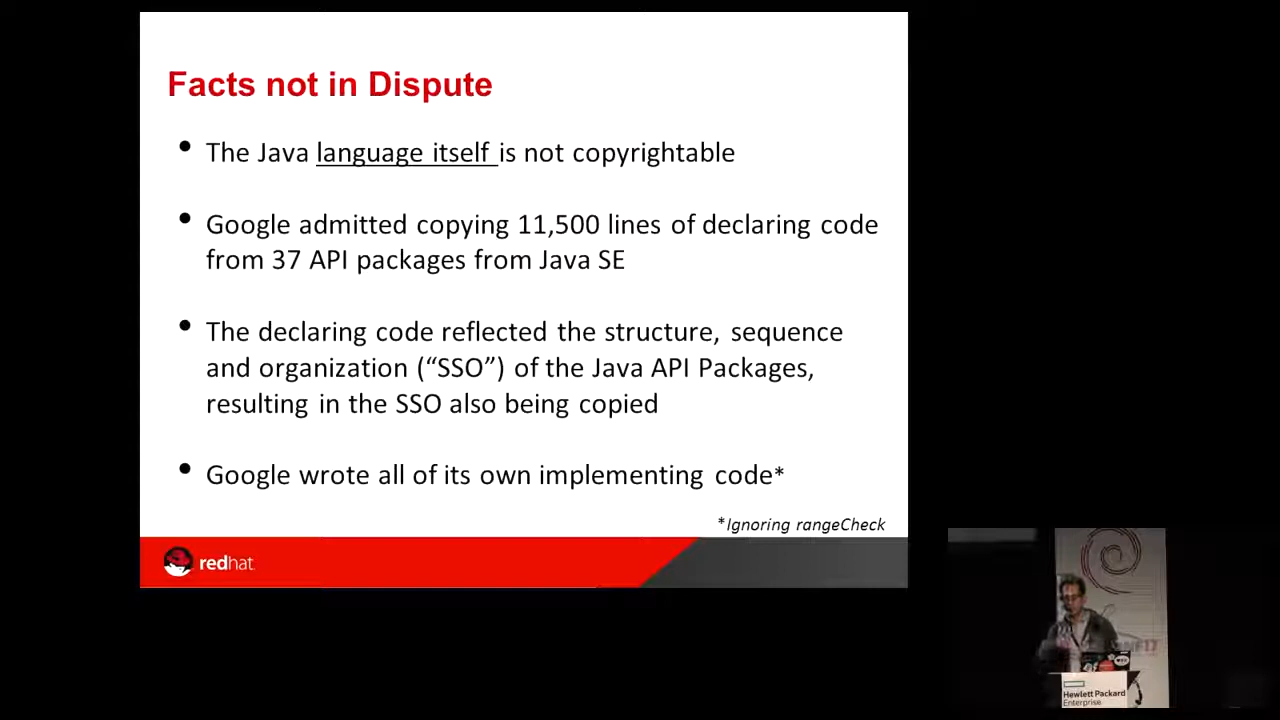 Facts not in Dispute
• The Java language itself is not copyrightable
• Google admitted copying 11,500 lines of declaring code
from 37 API packages from Java SE
• The declaring code reflected the structure, sequence
and organization (“SSO”) of the Java API Packages,
resulting in the SSO also being copied
• Google wrote all of its own implementing code*
*Ignoring rangeCheck
redhat.
Hewlett Packard
Enterprise